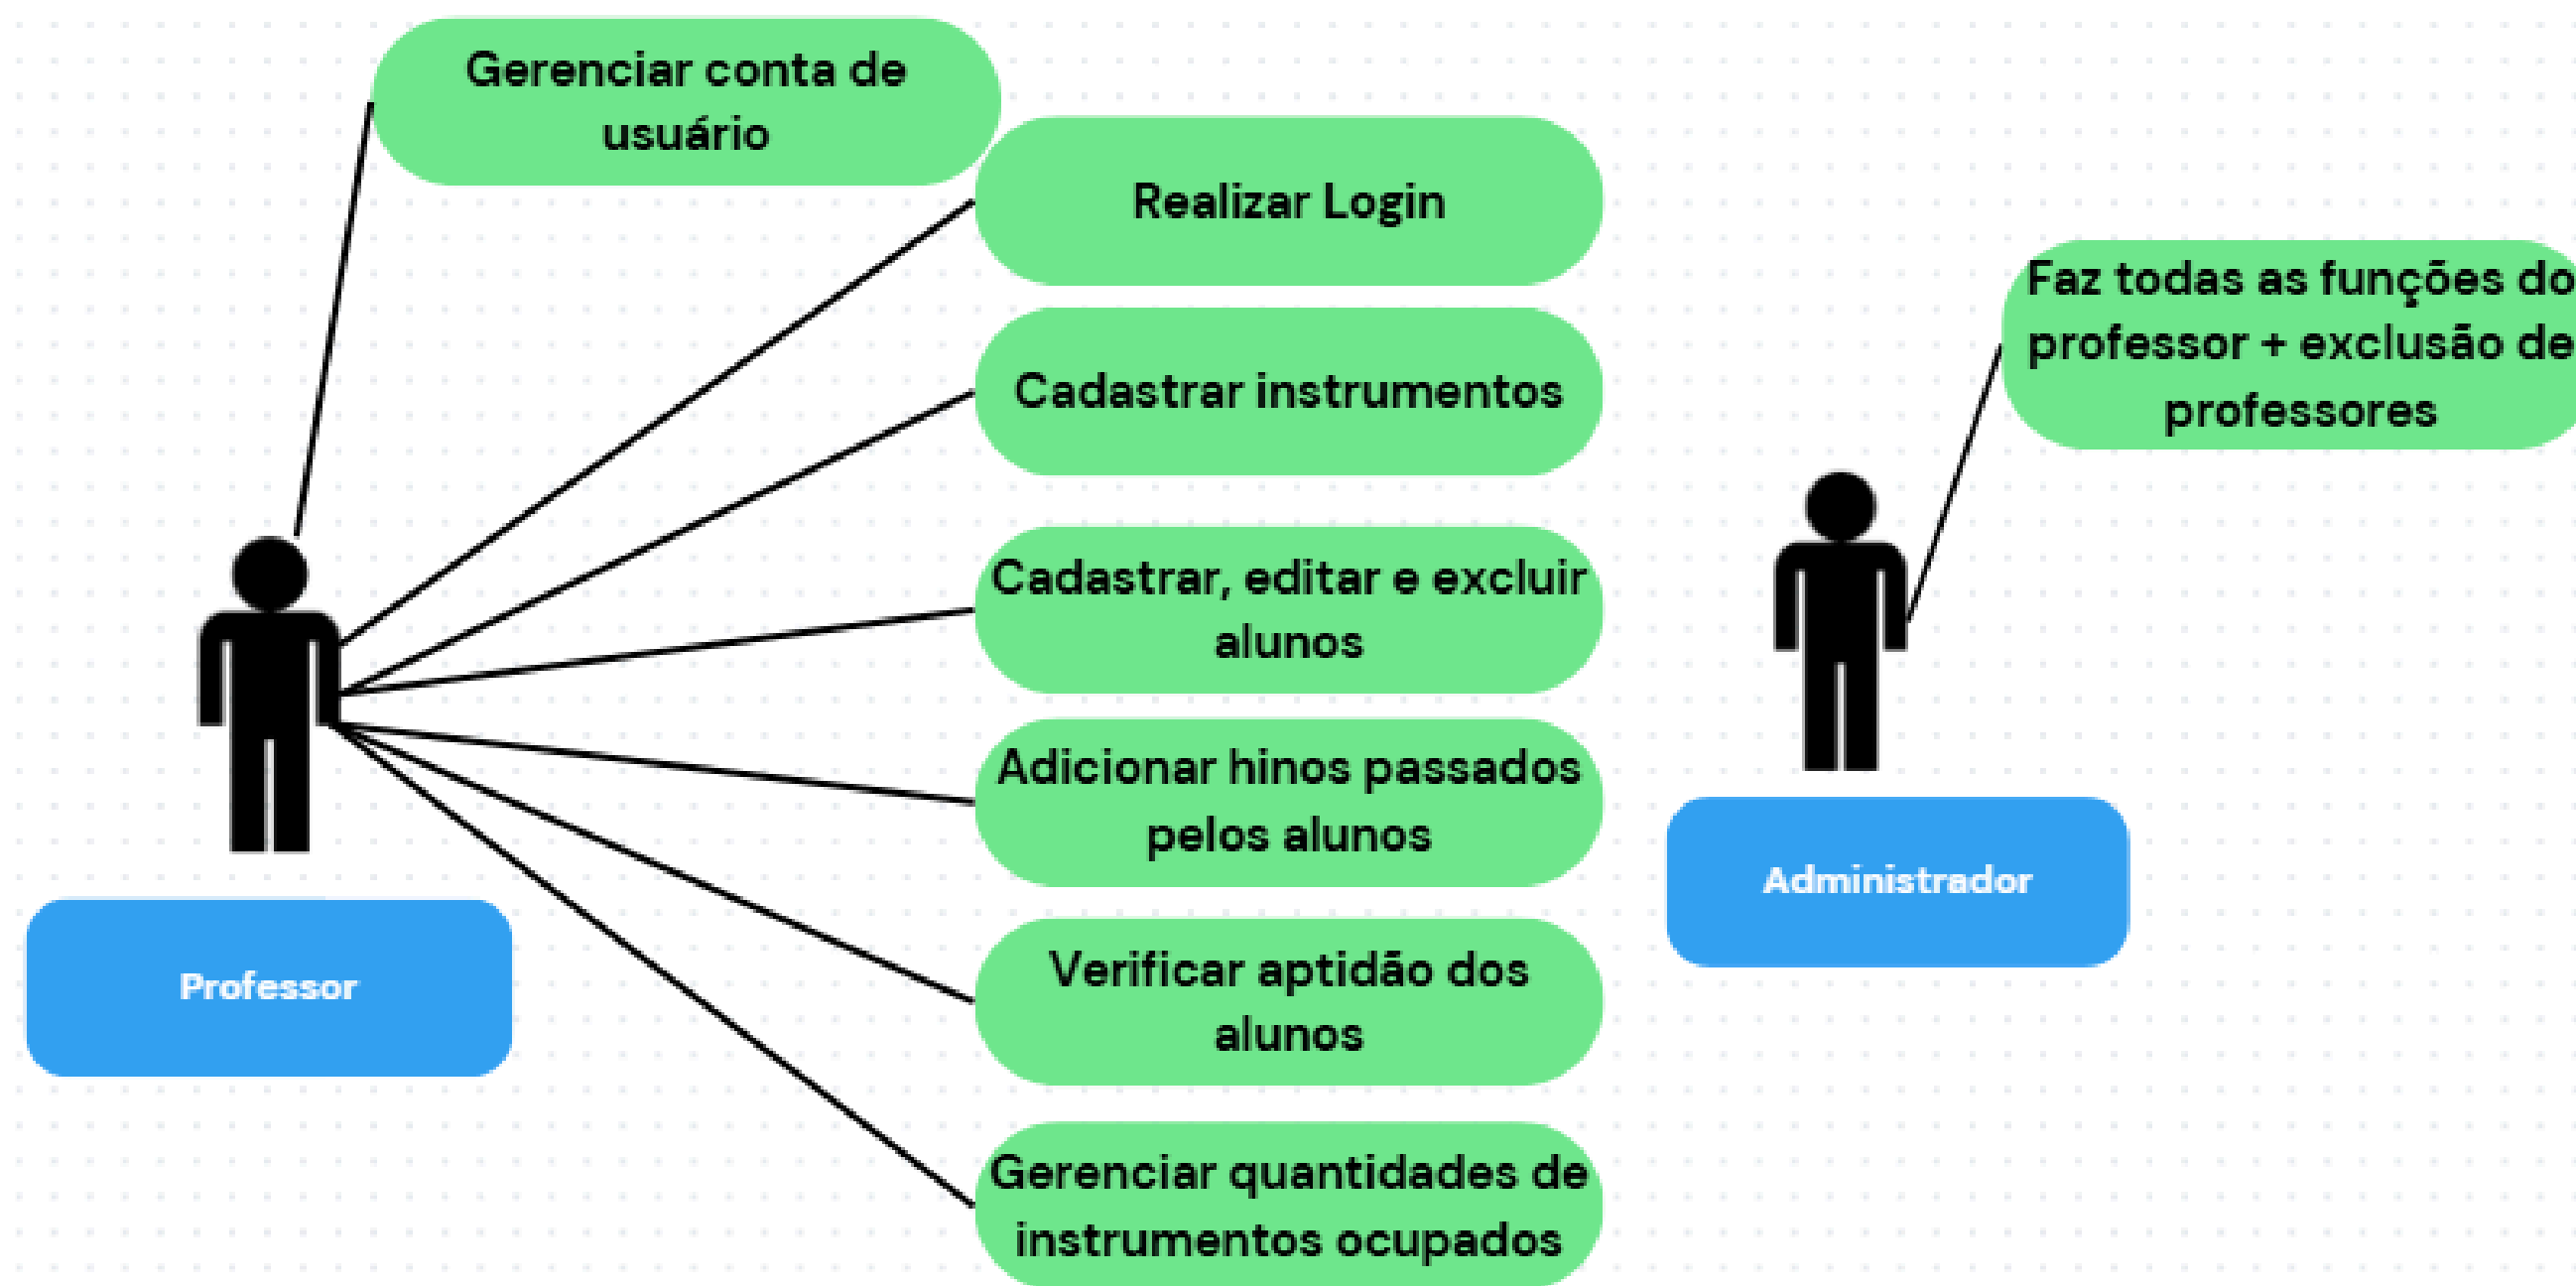 Gerenciar conta de
usuário
Realizar Login
Cadastrar instrumentos
Cadastrar, editar e excluir
alunos
Adicionar hinos passados
pelos alunos
Verificar aptidão dos
alunos
Gerenciar quantidades de
instrumentos ocupados
Professor
Faz todas as funções do
professor + exclusão de
professores
Administrador